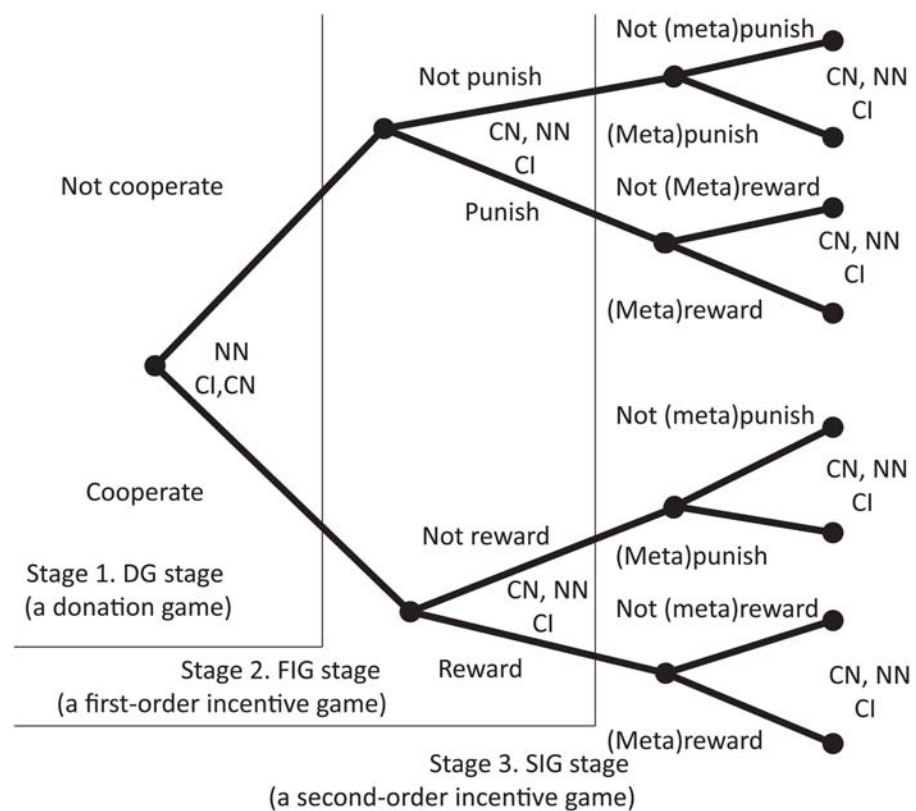 Not (meta)punish
Not punish
CN, NN
CI
CN, NN
CI
(Meta)punish
Not cooperate
Not (Meta)reward
Punish
CN, NN
CI
(Meta)reward
NN
CI,CN
Not (meta)punish
CN, NN
CI
Cooperate
Not reward
(Meta)punish
Stage 1. DG stage
(a donation game)
CN, NN
CI
Not (meta)reward
Stage 2. FIG stage
(a first-order incentive game)
Reward
CN, NN
CI
(Meta)reward
Stage 3. SIG stage
(a second-order incentive game)